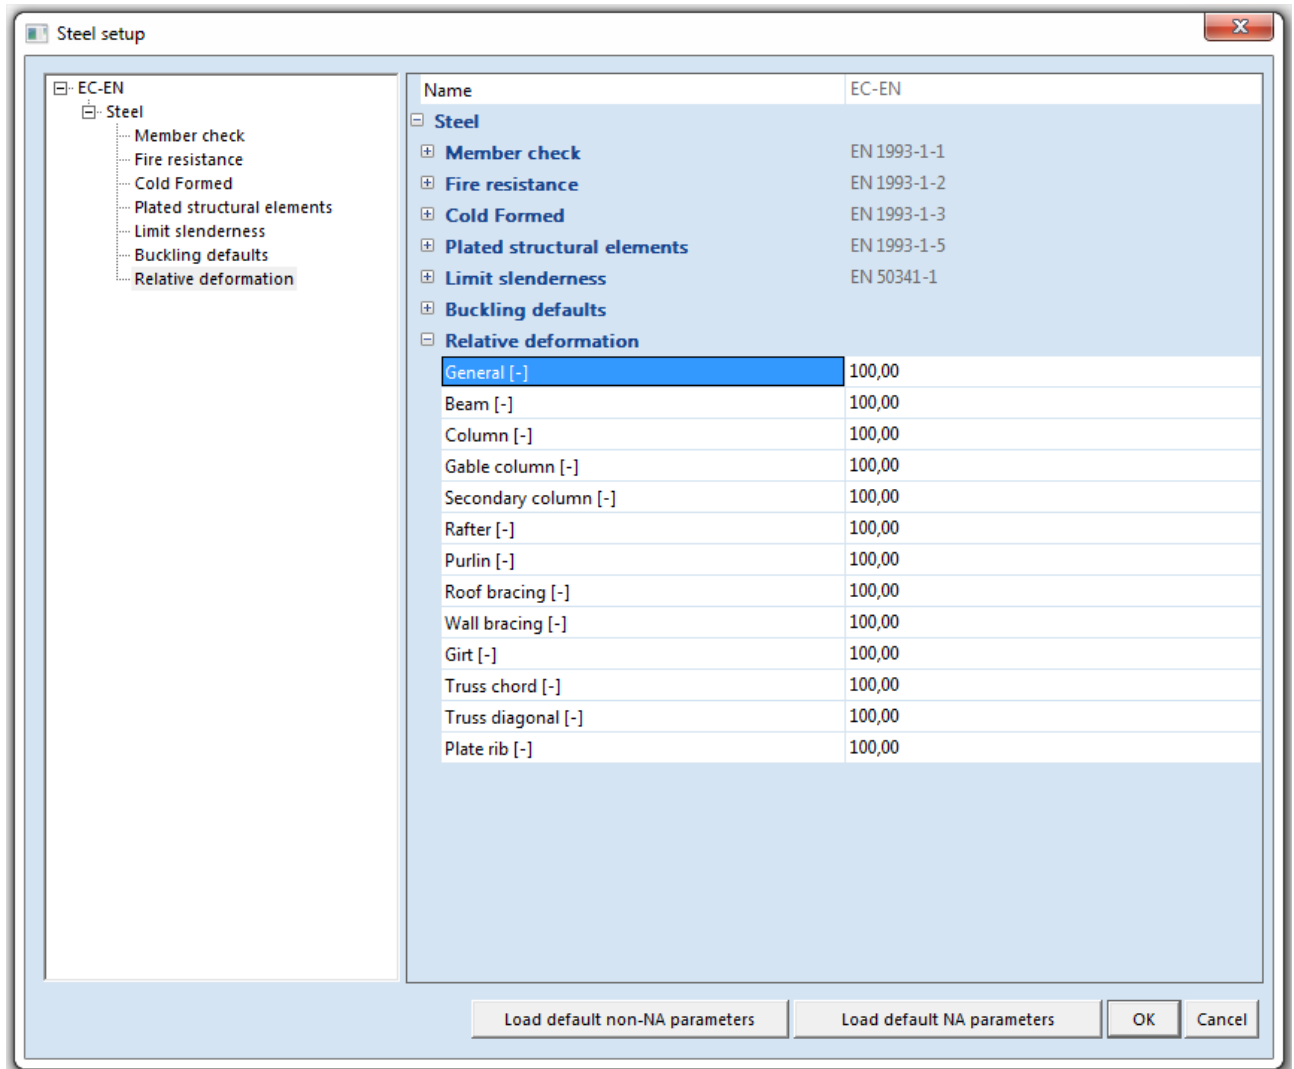 Steel setup
EC-EN
Steel
Member check
Fire resistance
Cold Formed
Plated structural elements
Limit slenderness
Buckling defaults
Relative deformation
Name EC-EN
Steel
Member check EN 1993-1-1
Fire resistance EN 1993-1-2
Cold Formed EN 1993-1-3
Plated structural elements EN 1993-1-5
Limit slenderness EN 50341-1
Buckling defaults
Relative deformation
General [-] 100,00
Beam [-] 100,00
Column [-] 100,00
Gable column [-] 100,00
Secondary column [-] 100,00
Rafter [-] 100,00
Purlin [-] 100,00
Roof bracing [-] 100,00
Wall bracing [-] 100,00
Girt [-] 100,00
Truss chord [-] 100,00
Truss diagonal [-] 100,00
Plate rib [-] 100,00
Load default non-NA parameters Load default NA parameters OK Cancel